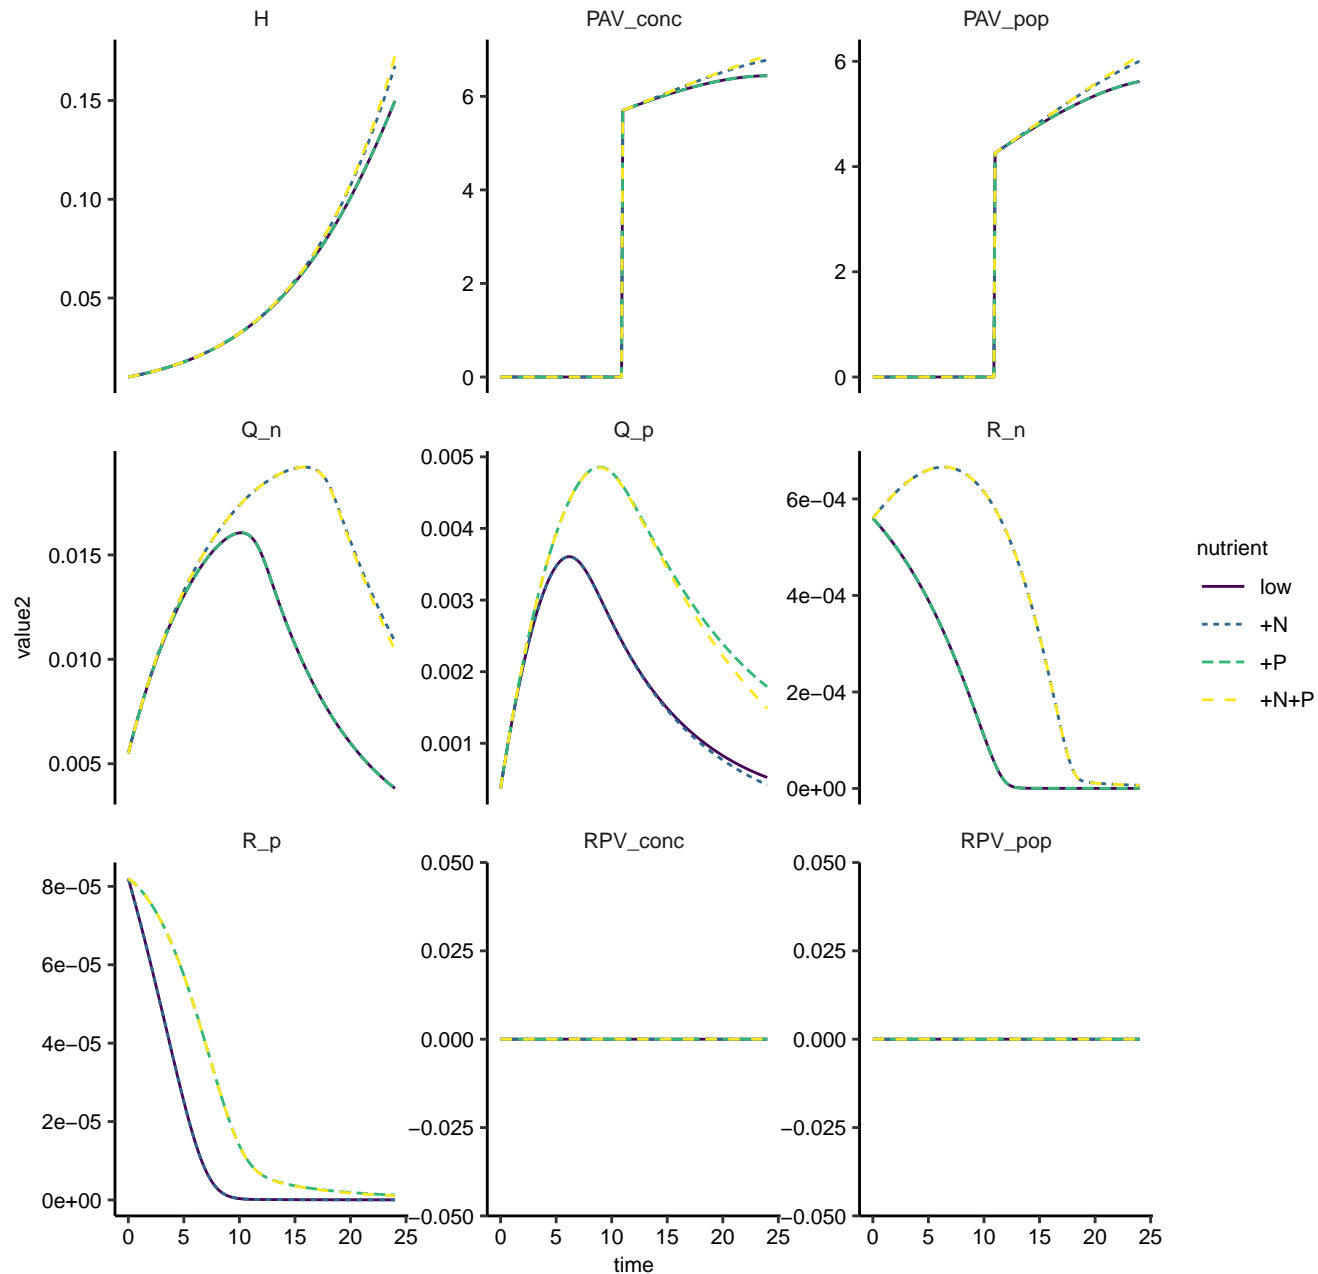 H
PAV_conc
PAV_pop
0.15
0.10
0.05
6
4
2
0
6
4
2
0
Q_n
Q_p
R_n
0.015
0.010
0.005
0.005
0.004
0.003
0.002
0.001
6e−04
4e−04
2e−04
0e+00
R_p
RPV_conc
RPV_pop
8e−05
6e−05
4e−05
2e−05
0e+00
0.050
0.025
0.000
−0.025
−0.050
0.050
0.025
0.000
−0.025
−0.050
0 5 10 15 20 25
0 5 10 15 20 25
0 5 10 15 20 25
time
value2
nutrient
low
+N
+P
+N+P